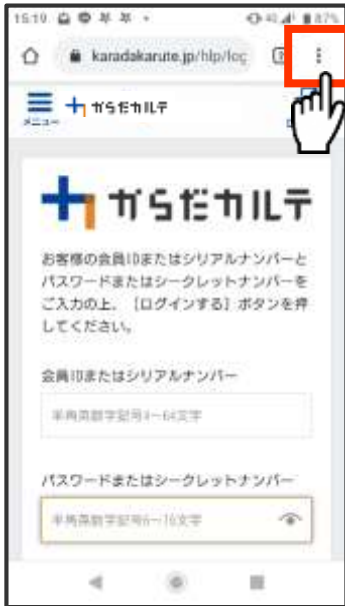 15:19
87%
karadakarute.jp/hlp/log
メニュー
からだカルテ
からだカルテ
お客様の会員IDまたはシリアルナンバーと
パスワードまたはシークレットナンバーを
ご入力の上、[ログインする] ボタンを押
してください。
会員IDまたはシリアルナンバー
半角英数字記号4~64文字
パスワードまたはシークレットナンバー
半角英数字記号6~16文字